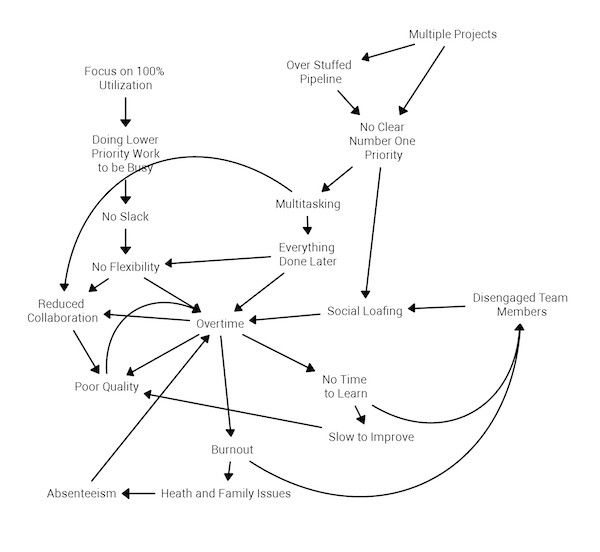 Multiple Projects
Over Stuffed
Pipeline
Focus on 100%
Utilization
No Clear
Number One
Priority
Doing Lower
Priority Work
to be Busy
Multitasking
No Slack
Everything
Done Later
No Flexibility
Reduced
Collaboration
Disengaged Team
Members
Social Loafing
Overtime
Poor Quality
No Time
to Learn
Slow to Improve
Burnout
Absenteeism
Heath and Family Issues